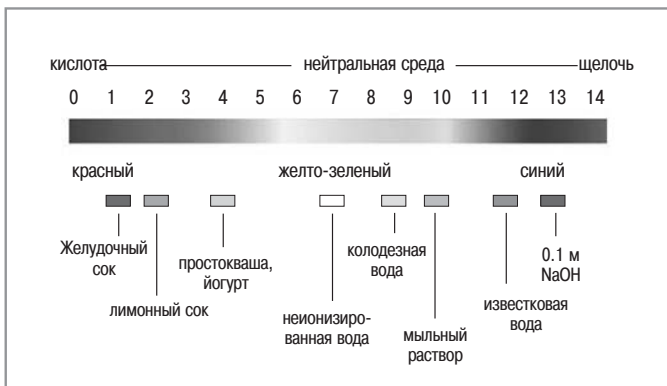 кислота нейтральная среда щелочь
0 1 2 3 4 5 6 7 8 9 10 11 12 13 14
красный желто-зеленый синий
Желудочный
сок
лимонный сок
простокваша,
йогурт
неионизиро-
ванная вода
колодезная
вода
мыльный
раствор
известковая
вода
0.1 м
NaOH